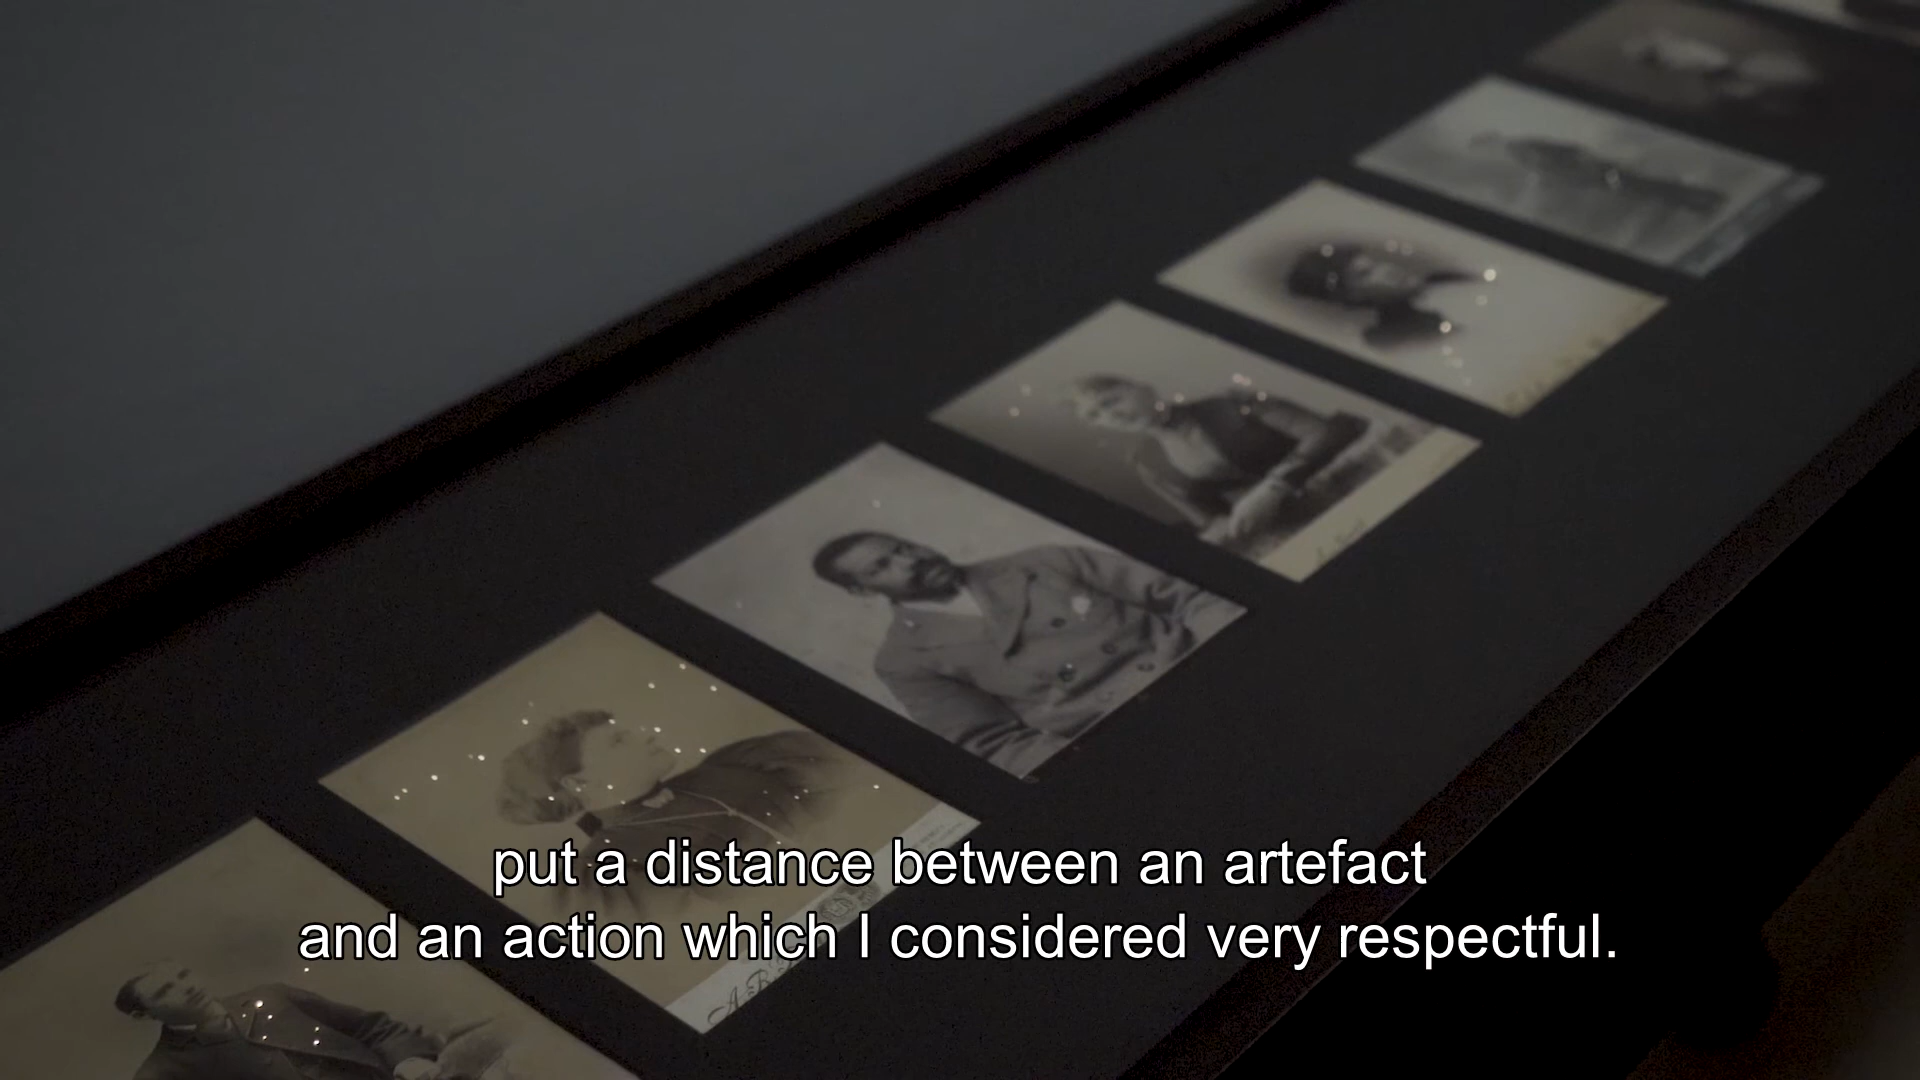 put a distance between an artefact
and an action which I considered very respectful.